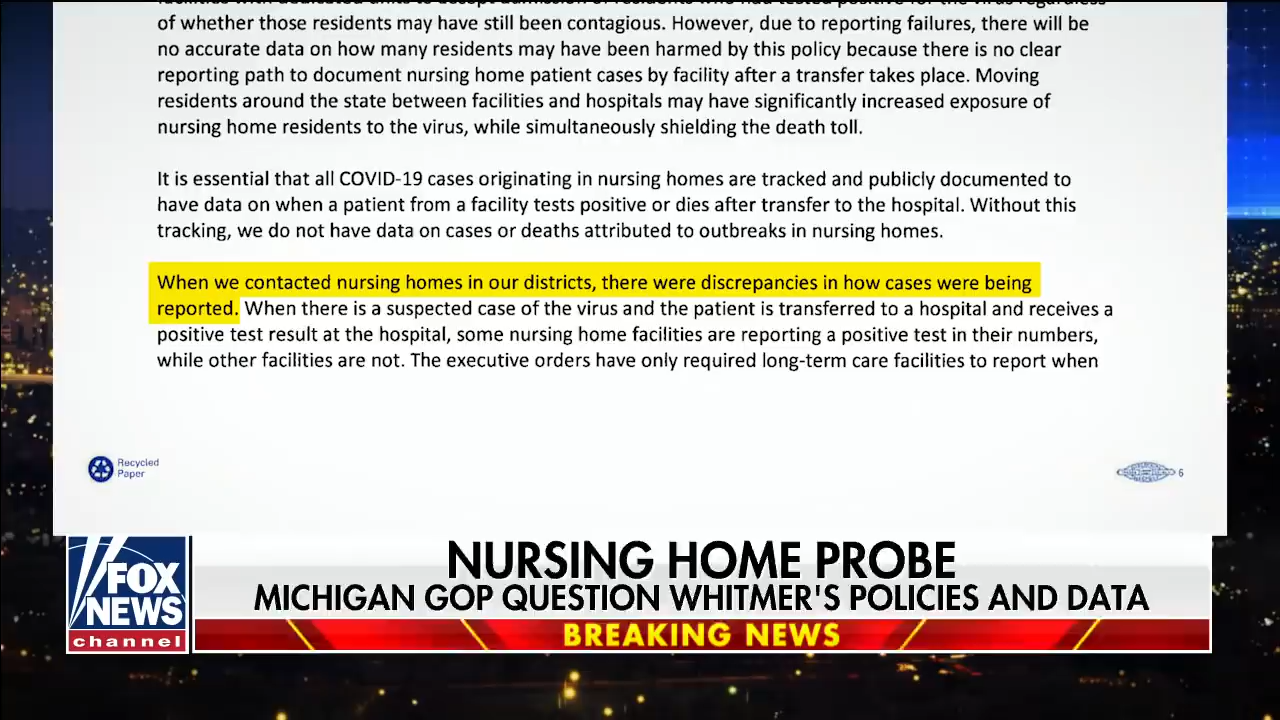 of whether those residents may have still been contagious. However, due to reporting failures, there will be
no accurate data on how many residents may have been harmed by this policy because there is no clear
reporting path to document nursing home patient cases by facility after a transfer takes place. Moving
residents around the state between facilities and hospitals may have significantly increased exposure of
nursing home residents to the virus, while simultaneously shielding the death toll.
It is essential that all COVID-19 cases originating in nursing homes are tracked and publicly documented to
have data on when a patient from a facility tests positive or dies after transfer to the hospital. Without this
tracking, we do not have data on cases or deaths attributed to outbreaks in nursing homes.
When we contacted nursing homes in our districts, there were discrepancies in how cases were being
reported. When there is a suspected case of the virus and the patient is transferred to a hospital and receives a
positive test result at the hospital, some nursing home facilities are reporting a positive test in their numbers,
while other facilities are not. The executive orders have only required long-term care facilities to report when
Recycled
Paper
6
FOX
NEWS
channel
NURSING HOME PROBE
MICHIGAN GOP QUESTION WHITMER'S POLICIES AND DATA
BREAKING NEWS